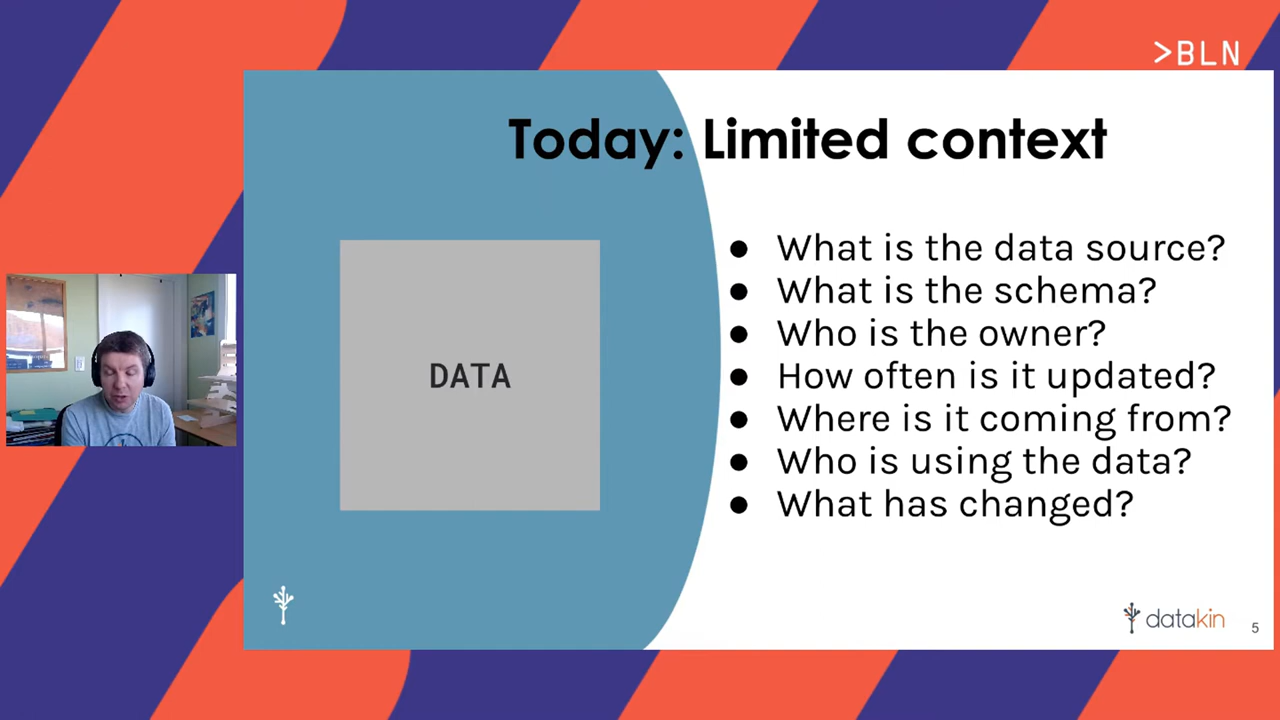 >BLN
Today: Limited context
DATA
● What is the data source?
● What is the schema?
● Who is the owner?
● How often is it updated?
● Where is it coming from?
● Who is using the data?
● What has changed?
datakin
5